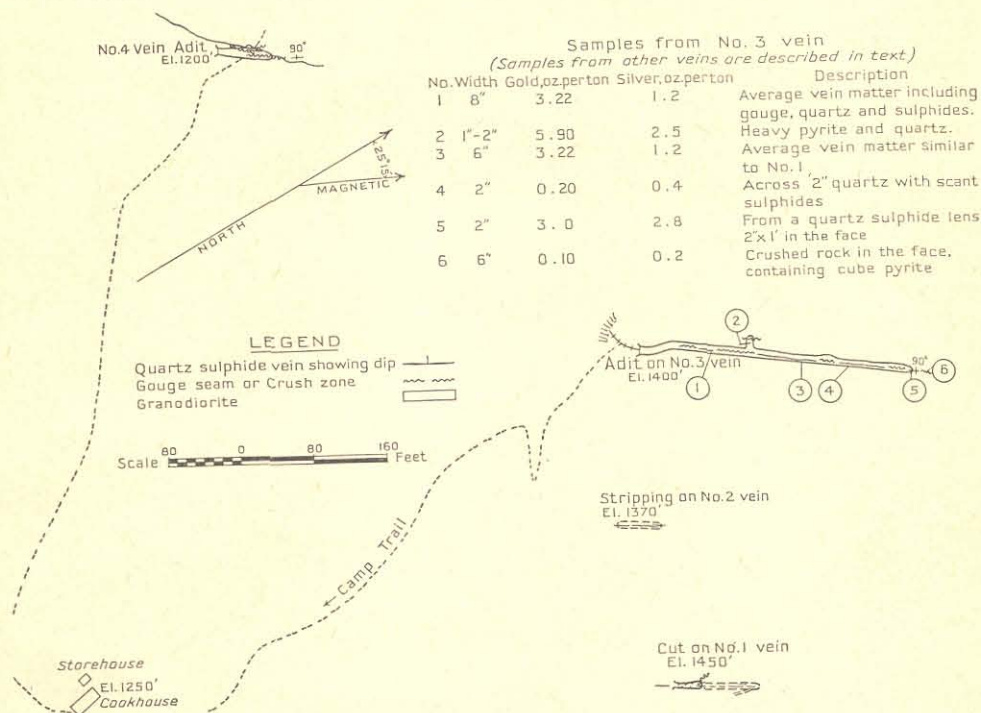 No.4 Vein Adit
El.1200'
90°
Samples from No. 3 vein
(Samples from other veins are described in text)
No. Width Gold,oz.perton Silver,oz.perton Description
1 8" 3.22 1.2 Average vein matter including
gouge, quartz and sulphides.
2 1"-2" 5.90 2.5 Heavy pyrite and quartz.
3 6" 3.22 1.2 Average vein matter similar
to No.1
4 2" 0.20 0.4 Across 2" quartz with scant
sulphides
5 2" 3.0 2.8 From a quartz sulphide lens
2"x1' in the face
6 6" 0.10 0.2 Crushed rock in the face,
containing cube pyrite
25°15'
MAGNETIC
NORTH
LEGEND
Quartz sulphide vein showing dip
Gouge seam or Crush zone
Granodiorite
80 0 80 160
Scale Feet
2
Adit on No.3 vein
El.1400'
90°
1 3 4 5 6
Stripping on No.2 vein
El. 1370'
Camp Trail
Cut on No.1 vein
El. 1450'
Storehouse
El.1250'
Cookhouse